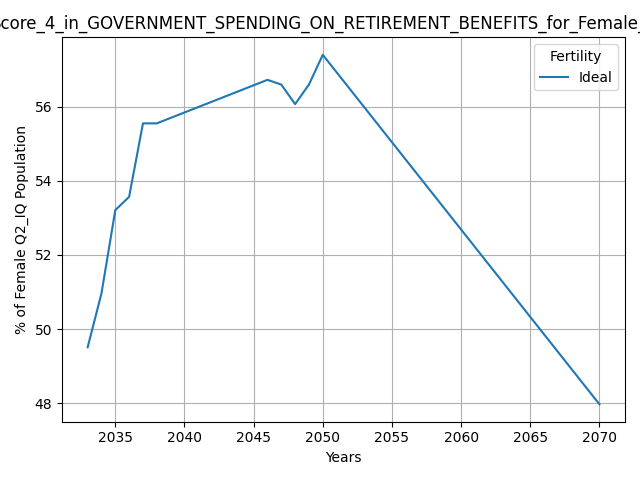 core_4_in_GOVERNMENT_SPENDING_ON_RETIREMENT_BENEFITS_for_Female_
Fertility
Ideal
% of Female Q2_IQ Population
56
54
52
50
48
2035 2040 2045 2050 2055 2060 2065 2070
Years